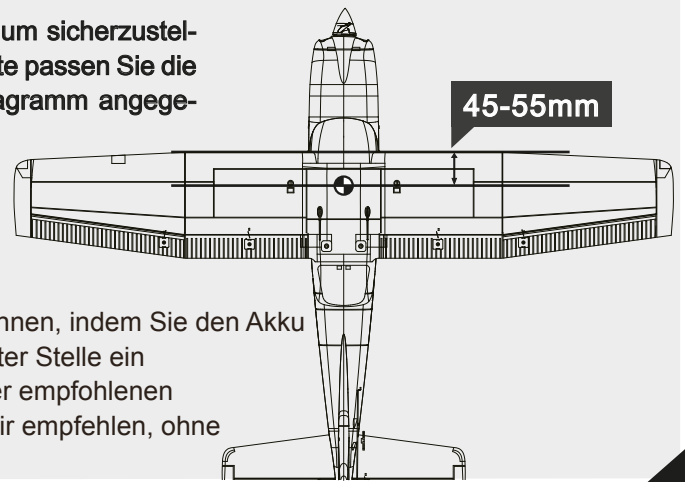 um sicherzustel-
te passen Sie die
agramm angege-
45-55mm
nnen, indem Sie den Akku
ter Stelle ein
er empfohlenen
ir empfehlen, ohne